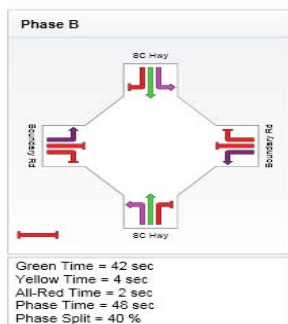 Phase B
SC Hwy
Boundary Rd
Boundary Rd
SC Hwy
Green Time = 42 sec
Yellow Time = 4 sec
All-Red Time = 2 sec
Phase Time = 48 sec
Phase Split = 40 %